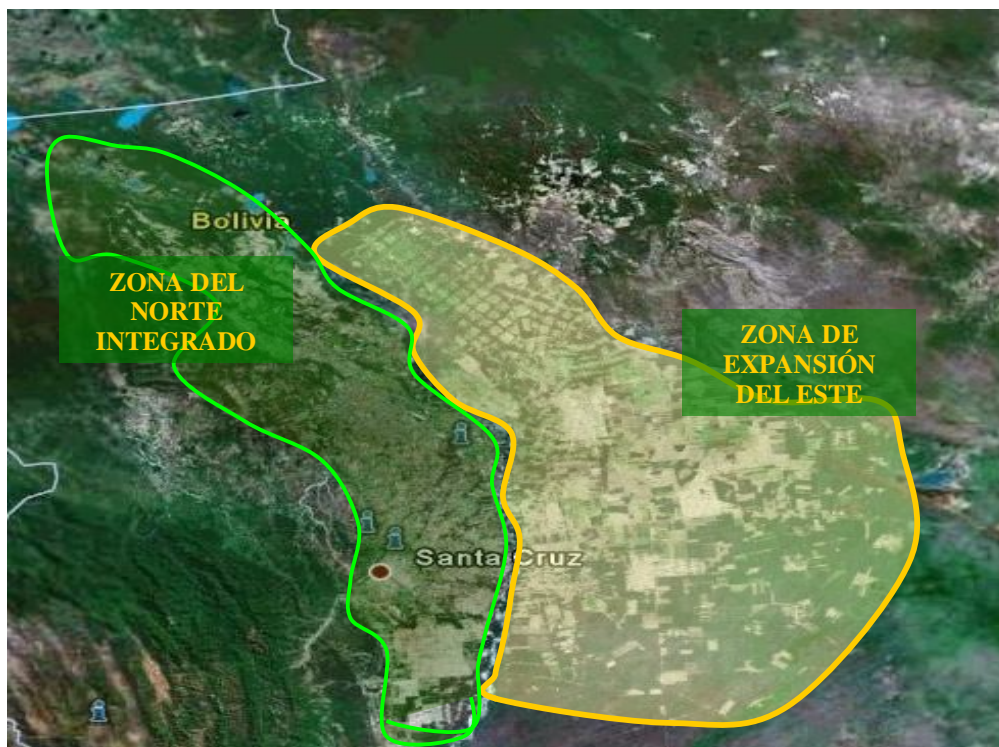 Bolivia
ZONA DEL
NORTE
INTEGRADO
ZONA DE
EXPANSIÓN
DEL ESTE
Santa Cruz